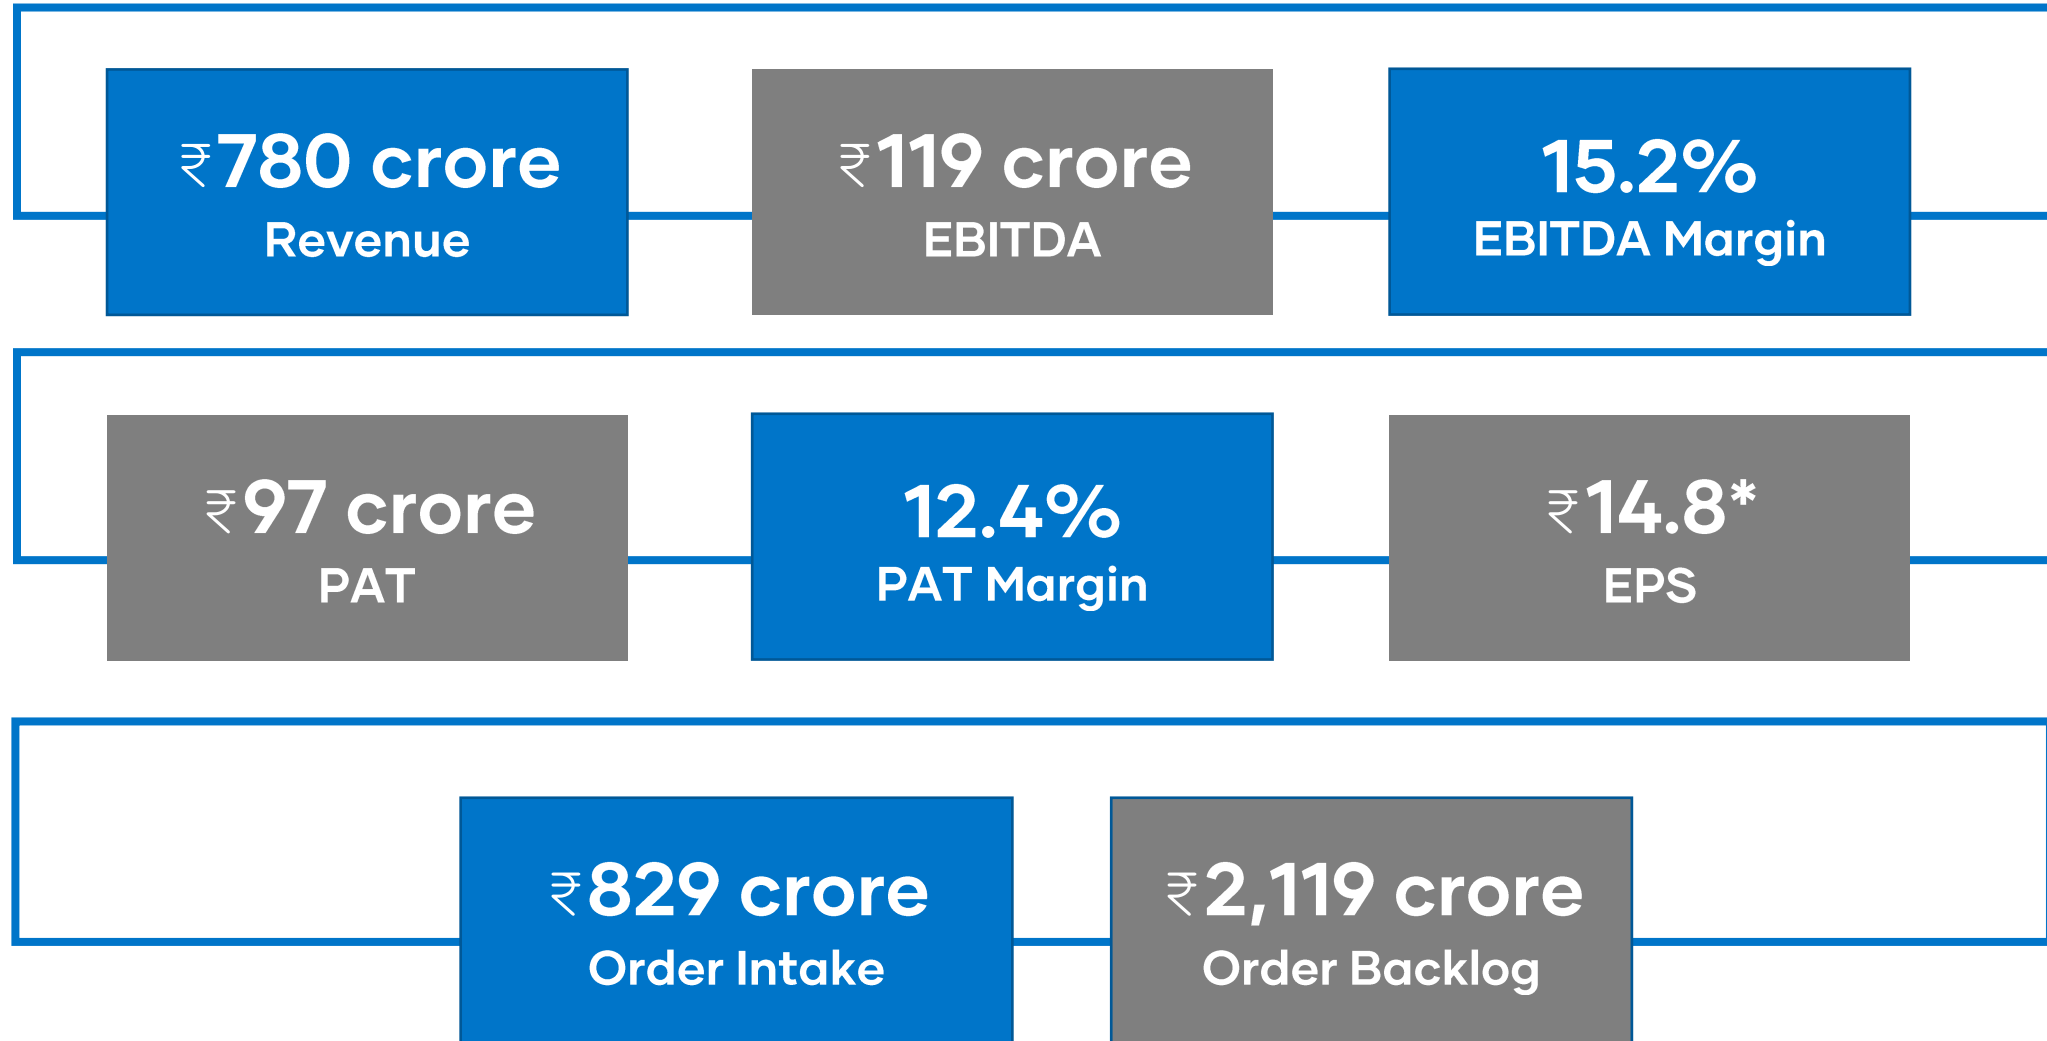 ₹780 crore
Revenue
₹119 crore
EBITDA
15.2%
EBITDA Margin
₹97 crore
PAT
12.4%
PAT Margin
₹14.8*
EPS
₹829 crore
Order Intake
₹2,119 crore
Order Backlog